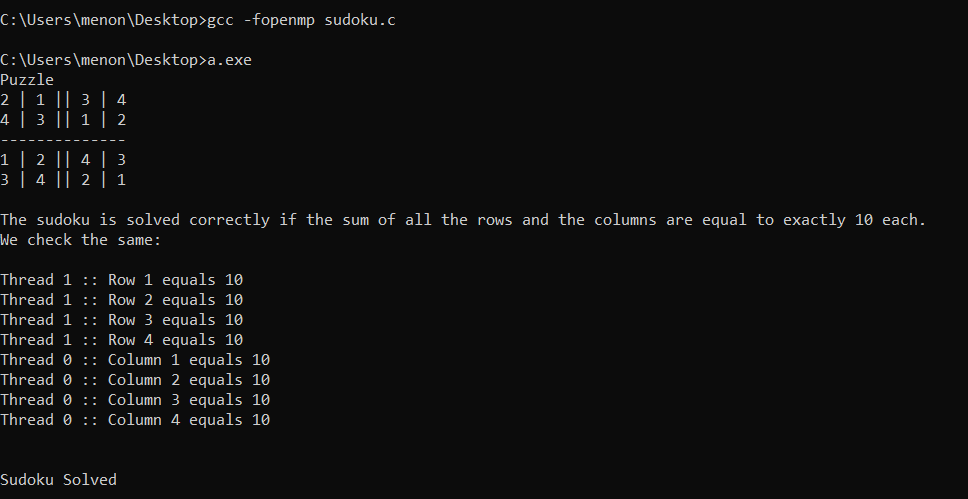 C:\Users\menon\Desktop>gcc -fopenmp sudoku.c
C:\Users\menon\Desktop>a.exe
Puzzle
2 | 1 || 3 | 4
4 | 3 || 1 | 2
--------------
1 | 2 || 4 | 3
3 | 4 || 2 | 1
The sudoku is solved correctly if the sum of all the rows and the columns are equal to exactly 10 each.
We check the same:
Thread 1 :: Row 1 equals 10
Thread 1 :: Row 2 equals 10
Thread 1 :: Row 3 equals 10
Thread 1 :: Row 4 equals 10
Thread 0 :: Column 1 equals 10
Thread 0 :: Column 2 equals 10
Thread 0 :: Column 3 equals 10
Thread 0 :: Column 4 equals 10
Sudoku Solved